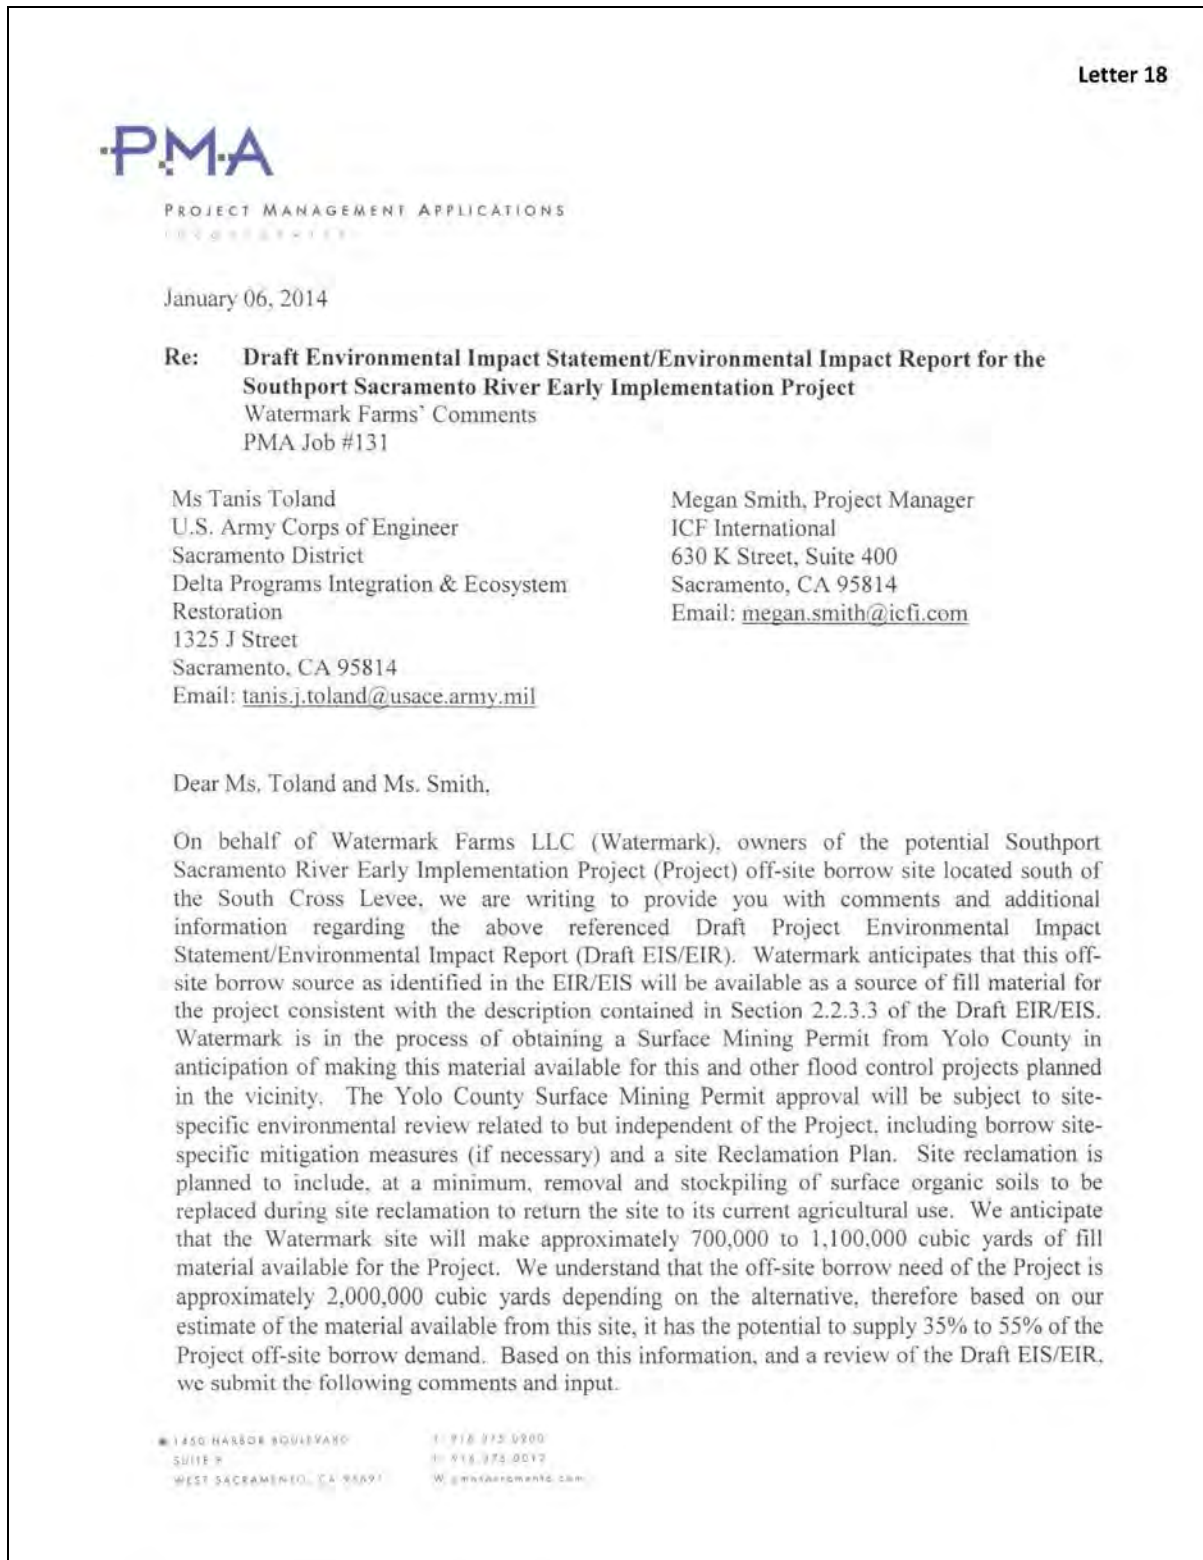 Letter 18
PMA
PROJECT MANAGEMENT APPLICATIONS
January 06, 2014
Re: Draft Environmental Impact Statement/Environmental Impact Report for the
Southport Sacramento River Early Implementation Project
Watermark Farms' Comments
PMA Job #131
Ms Tanis Toland
U.S. Army Corps of Engineer
Sacramento District
Delta Programs Integration & Ecosystem
Restoration
1325 J Street
Sacramento, CA 95814
Email: tanis.j.toland@usace.army.mil
Megan Smith, Project Manager
ICF International
630 K Street, Suite 400
Sacramento, CA 95814
Email: megan.smith@icfi.com
Dear Ms. Toland and Ms. Smith,
On behalf of Watermark Farms LLC (Watermark), owners of the potential Southport
Sacramento River Early Implementation Project (Project) off-site borrow site located south of
the South Cross Levee, we are writing to provide you with comments and additional
information regarding the above referenced Draft Project Environmental Impact
Statement/Environmental Impact Report (Draft EIS/EIR). Watermark anticipates that this off-
site borrow source as identified in the EIR/EIS will be available as a source of fill material for
the project consistent with the description contained in Section 2.2.3.3 of the Draft EIR/EIS.
Watermark is in the process of obtaining a Surface Mining Permit from Yolo County in
anticipation of making this material available for this and other flood control projects planned
in the vicinity. The Yolo County Surface Mining Permit approval will be subject to site-
specific environmental review related to but independent of the Project, including borrow site-
specific mitigation measures (if necessary) and a site Reclamation Plan. Site reclamation is
planned to include, at a minimum, removal and stockpiling of surface organic soils to be
replaced during site reclamation to return the site to its current agricultural use. We anticipate
that the Watermark site will make approximately 700,000 to 1,100,000 cubic yards of fill
material available for the Project. We understand that the off-site borrow need of the Project is
approximately 2,000,000 cubic yards depending on the alternative, therefore based on our
estimate of the material available from this site, it has the potential to supply 35% to 55% of the
Project off-site borrow demand. Based on this information, and a review of the Draft EIS/EIR,
we submit the following comments and input.
HARBOR BOULEVARD
SUITE
WEST SACRAMENTO, CA